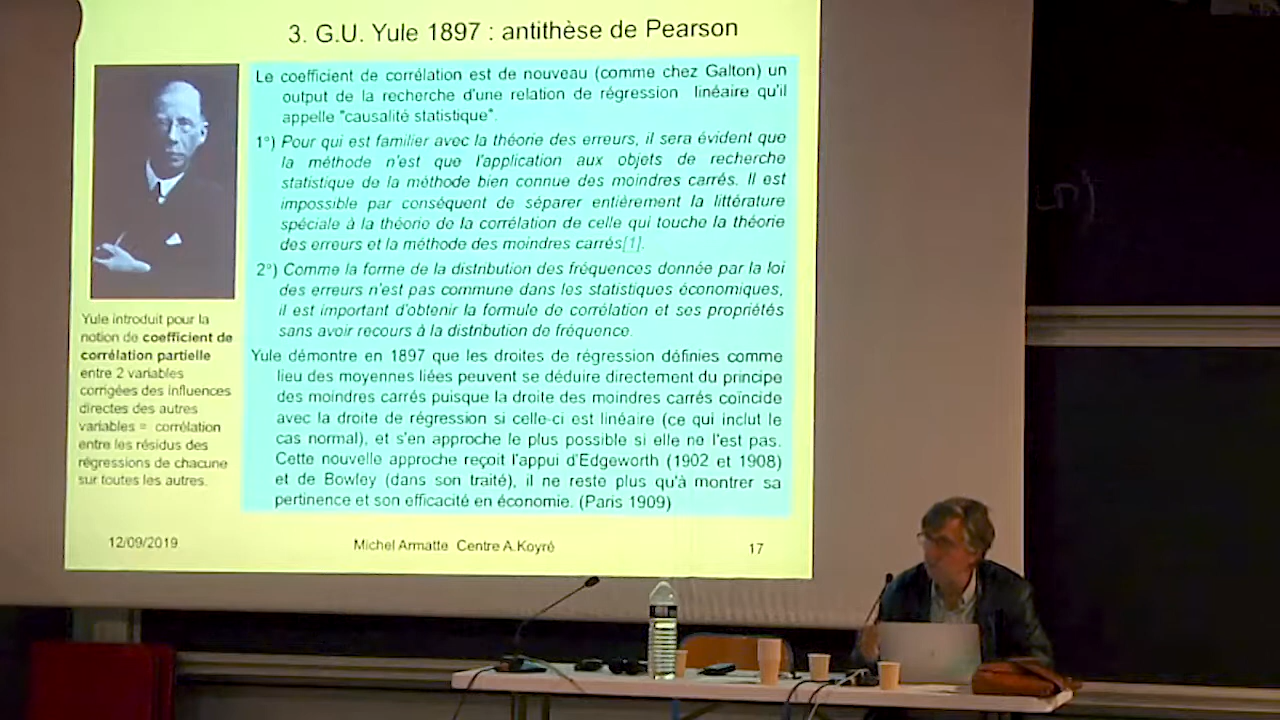 3. G.U. Yule 1897 : antithèse de Pearson
Le coefficient de corrélation est de nouveau (comme chez Galton) un
output de la recherche d'une relation de régression linéaire qu'il
appelle "causalité statistique".
1°) Pour qui est familier avec la théorie des erreurs, il sera évident que
la méthode n'est que l'application aux objets de recherche
statistique de la méthode bien connue des moindres carrés. Il est
impossible par conséquent de séparer entièrement la littérature
spéciale à la théorie de la corrélation de celle qui touche la théorie
des erreurs et la méthode des moindres carrés[1].
2°) Comme la forme de la distribution des fréquences donnée par la loi
des erreurs n'est pas commune dans les statistiques économiques,
il est important d'obtenir la formule de corrélation et ses propriétés
sans avoir recours à la distribution de fréquence.
Yule démontre en 1897 que les droites de régression définies comme
lieu des moyennes liées peuvent se déduire directement du principe
des moindres carrés puisque la droite des moindres carrés coïncide
avec la droite de régression si celle-ci est linéaire (ce qui inclut le
cas normal), et s'en approche le plus possible si elle ne l'est pas.
Cette nouvelle approche reçoit l'appui d'Edgeworth (1902 et 1908)
et de Bowley (dans son traité), il ne reste plus qu'à montrer sa
pertinence et son efficacité en économie. (Paris 1909)
Yule introduit pour la
notion de coefficient de
corrélation partielle
entre 2 variables
corrigées des influences
directes des autres
variables = corrélation
entre les résidus des
régressions de chacune
sur toutes les autres.
12/09/2019
Michel Armatte Centre A.Koyré
17